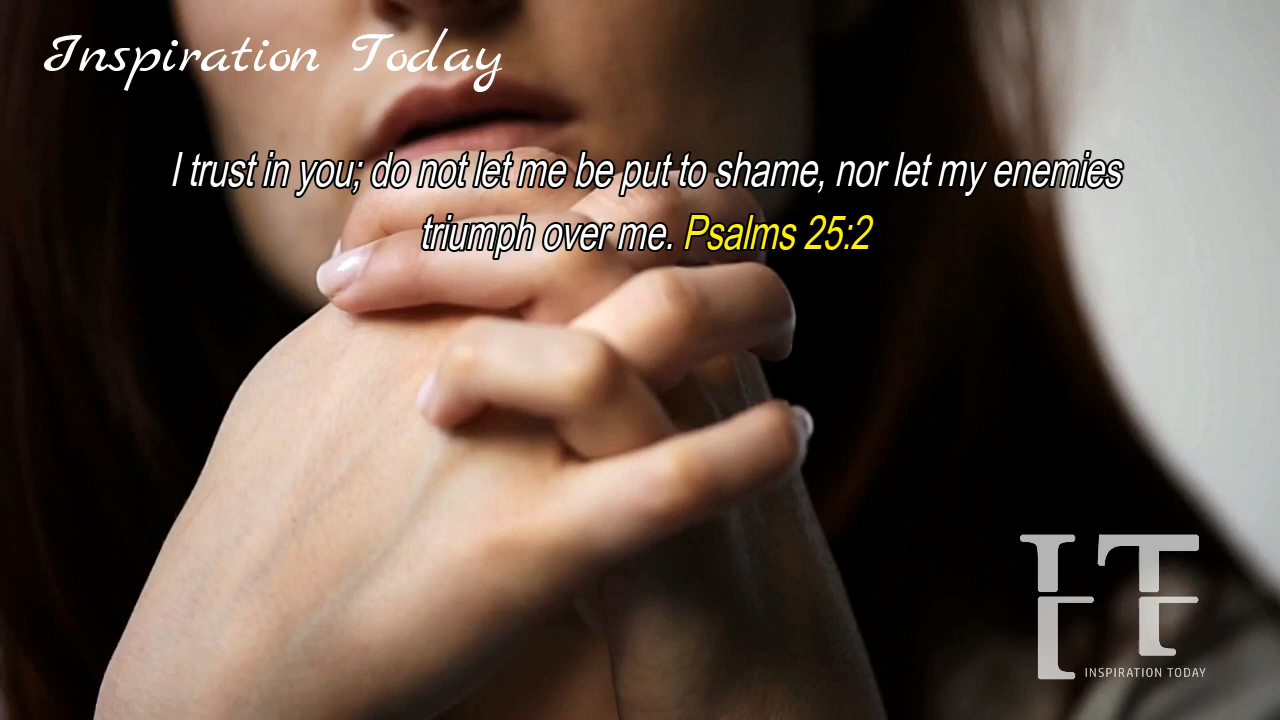 Inspiration Today
I trust in you; do not let me be put to shame, nor let my enemies
triumph over me. Psalms 25:2
IT
INSPIRATION TODAY